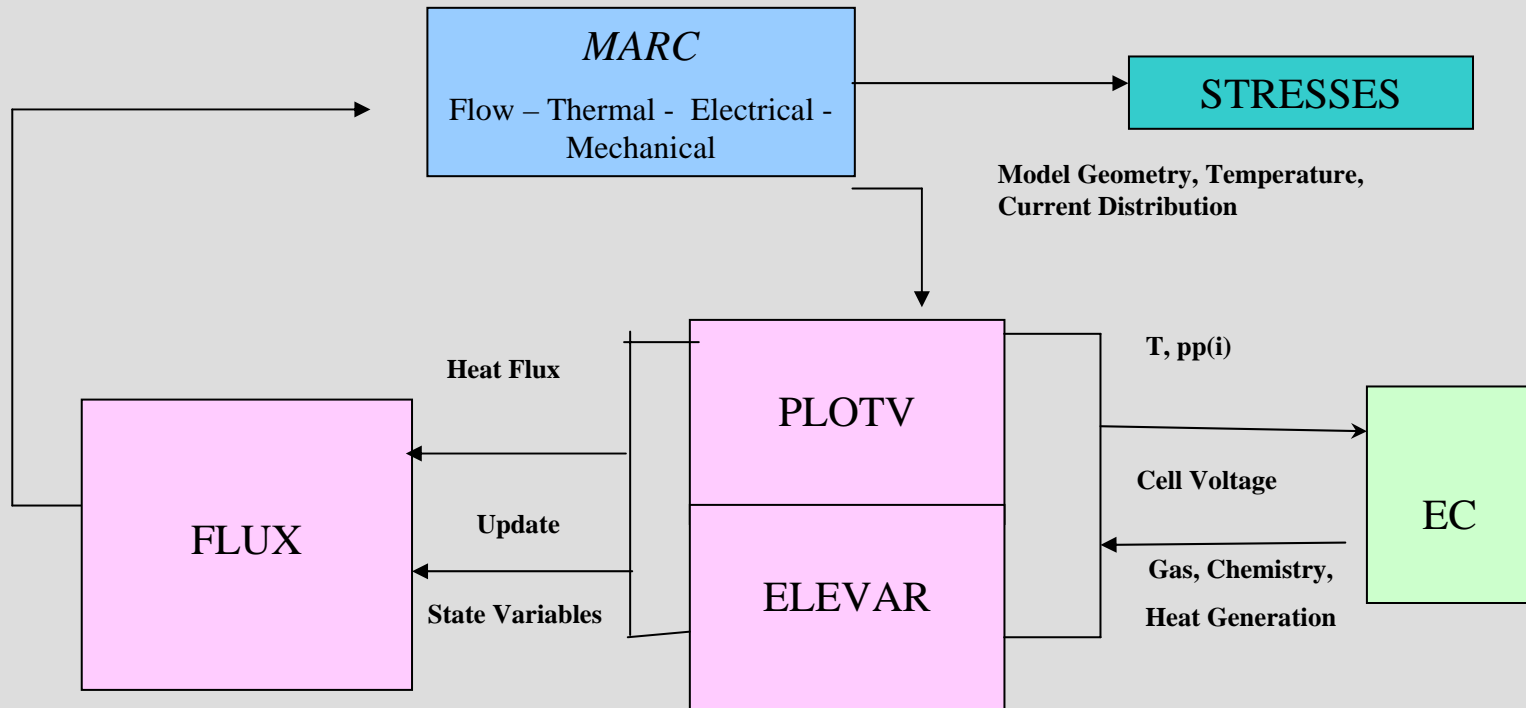 MARC
Flow – Thermal - Electrical -
Mechanical
STRESSES
Model Geometry, Temperature,
Current Distribution
Heat Flux
Update
State Variables
FLUX
PLOTV
ELEVAR
T, pp(i)
Cell Voltage
Gas, Chemistry,
Heat Generation
EC